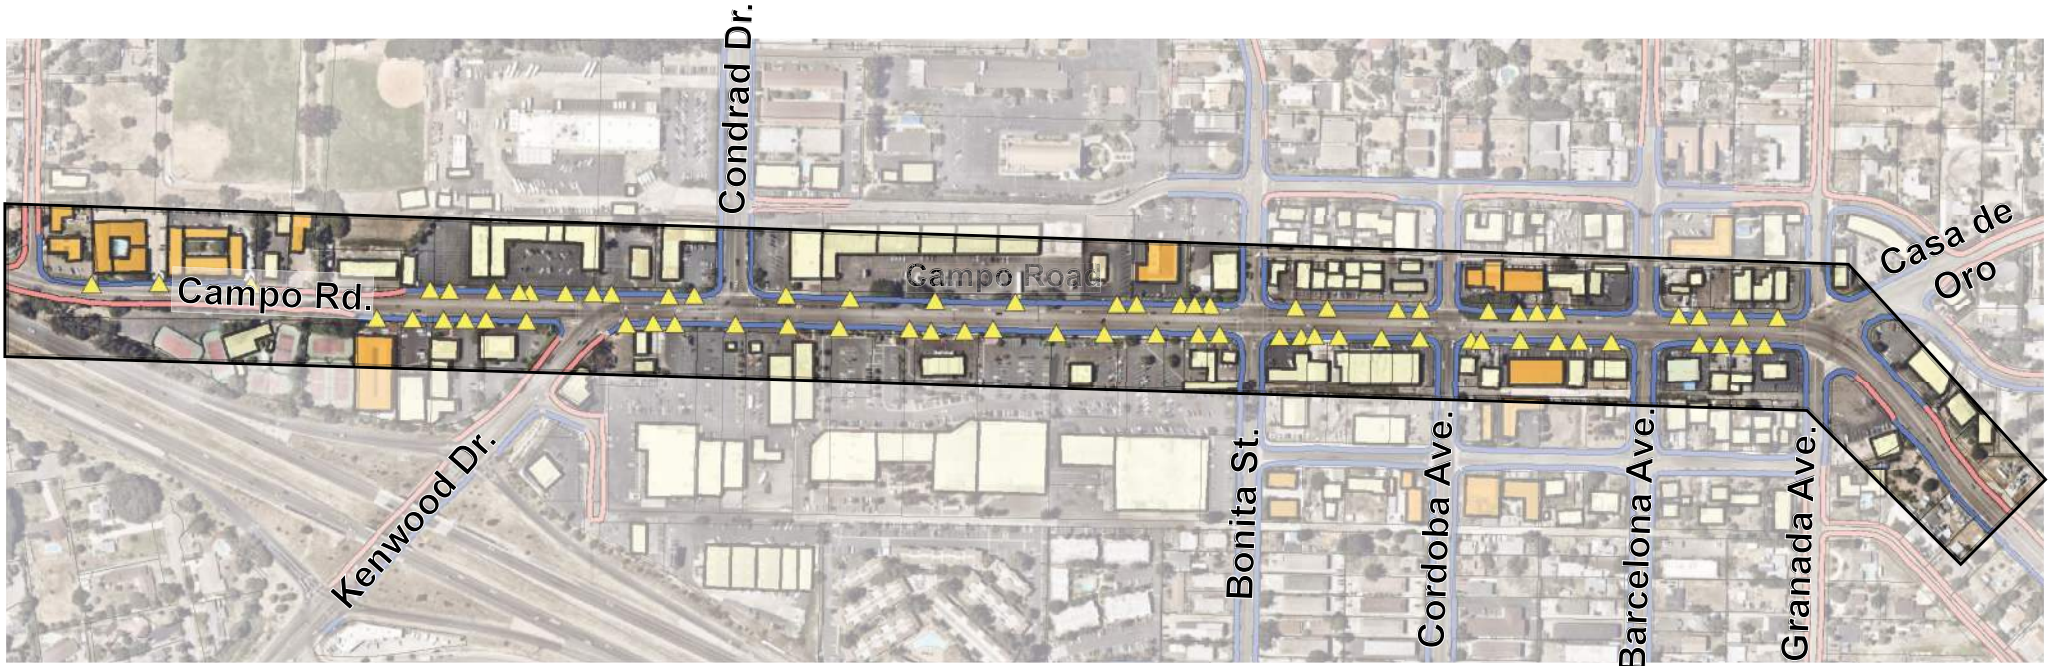 Condrad Dr.
Campo Road
Campo Rd.
Casa de
Oro
Kenwood Dr.
Bonita St.
Cordoba Ave.
Barcelona Ave.
Granada Ave.